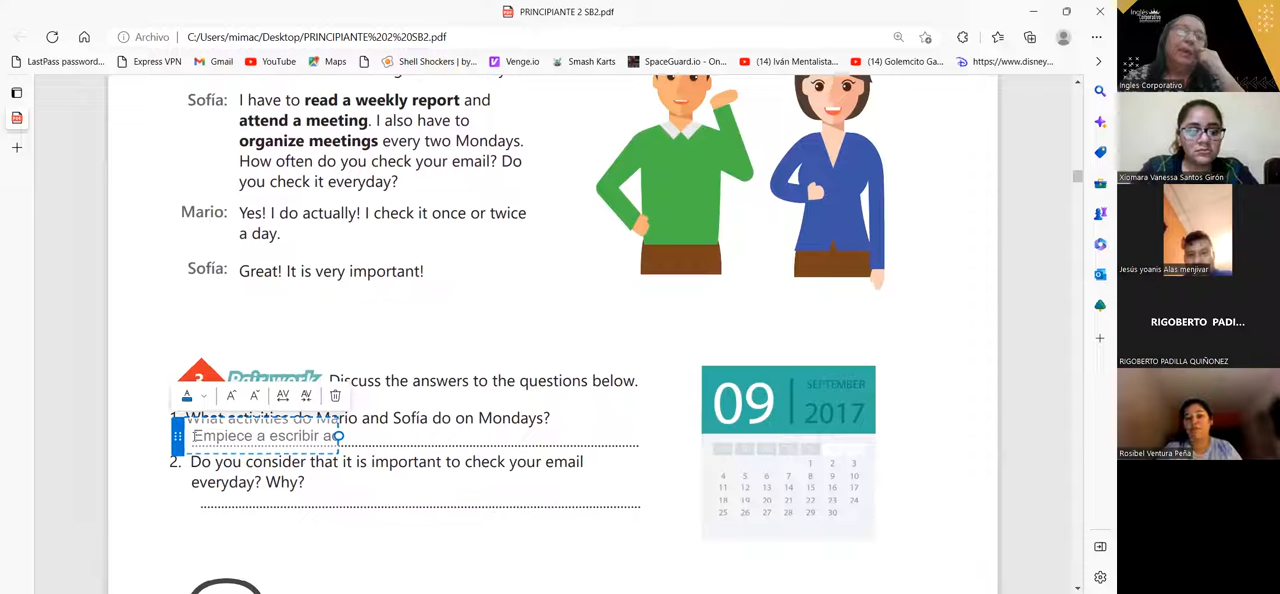 PRINCIPIANTE 2 SB2.pdf
Archivo
C:/Users/mimac/Desktop/PRINCIPIANTE%202%20SB2.pdf
LastPass password...
Express VPN
Gmail
YouTube
Maps
Shell Shockers | by...
Venge.io
Smash Karts
SpaceGuard.io - On...
(14) Iván Mentalista...
(14) Golemcito Ga...
https://www.disney...
Sofía: I have to read a weekly report and
attend a meeting. I also have to
organize meetings every two Mondays.
How often do you check your email? Do
you check it everyday?
Mario: Yes! I do actually! I check it once or twice
a day.
Sofía: Great! It is very important!
3 Pair work Discuss the answers to the questions below.
1. What activities do Mario and Sofía do on Mondays?
Empiece a escribir ac
2. Do you consider that it is important to check your email
everyday? Why?
09 SEPTEMBER
2017
1 2 3
4 5 6 7 8 9 10
11 12 13 14 15 16 17
18 19 20 21 22 23 24
25 26 27 28 29 30
Inglés
Corporativo
Ingles Corporativo
Xiomara Vanessa Santos Girón
Jesús yoanis Alas menjivar
RIGOBERTO PADI...
RIGOBERTO PADILLA QUIÑONEZ
Rosibel Ventura Peña